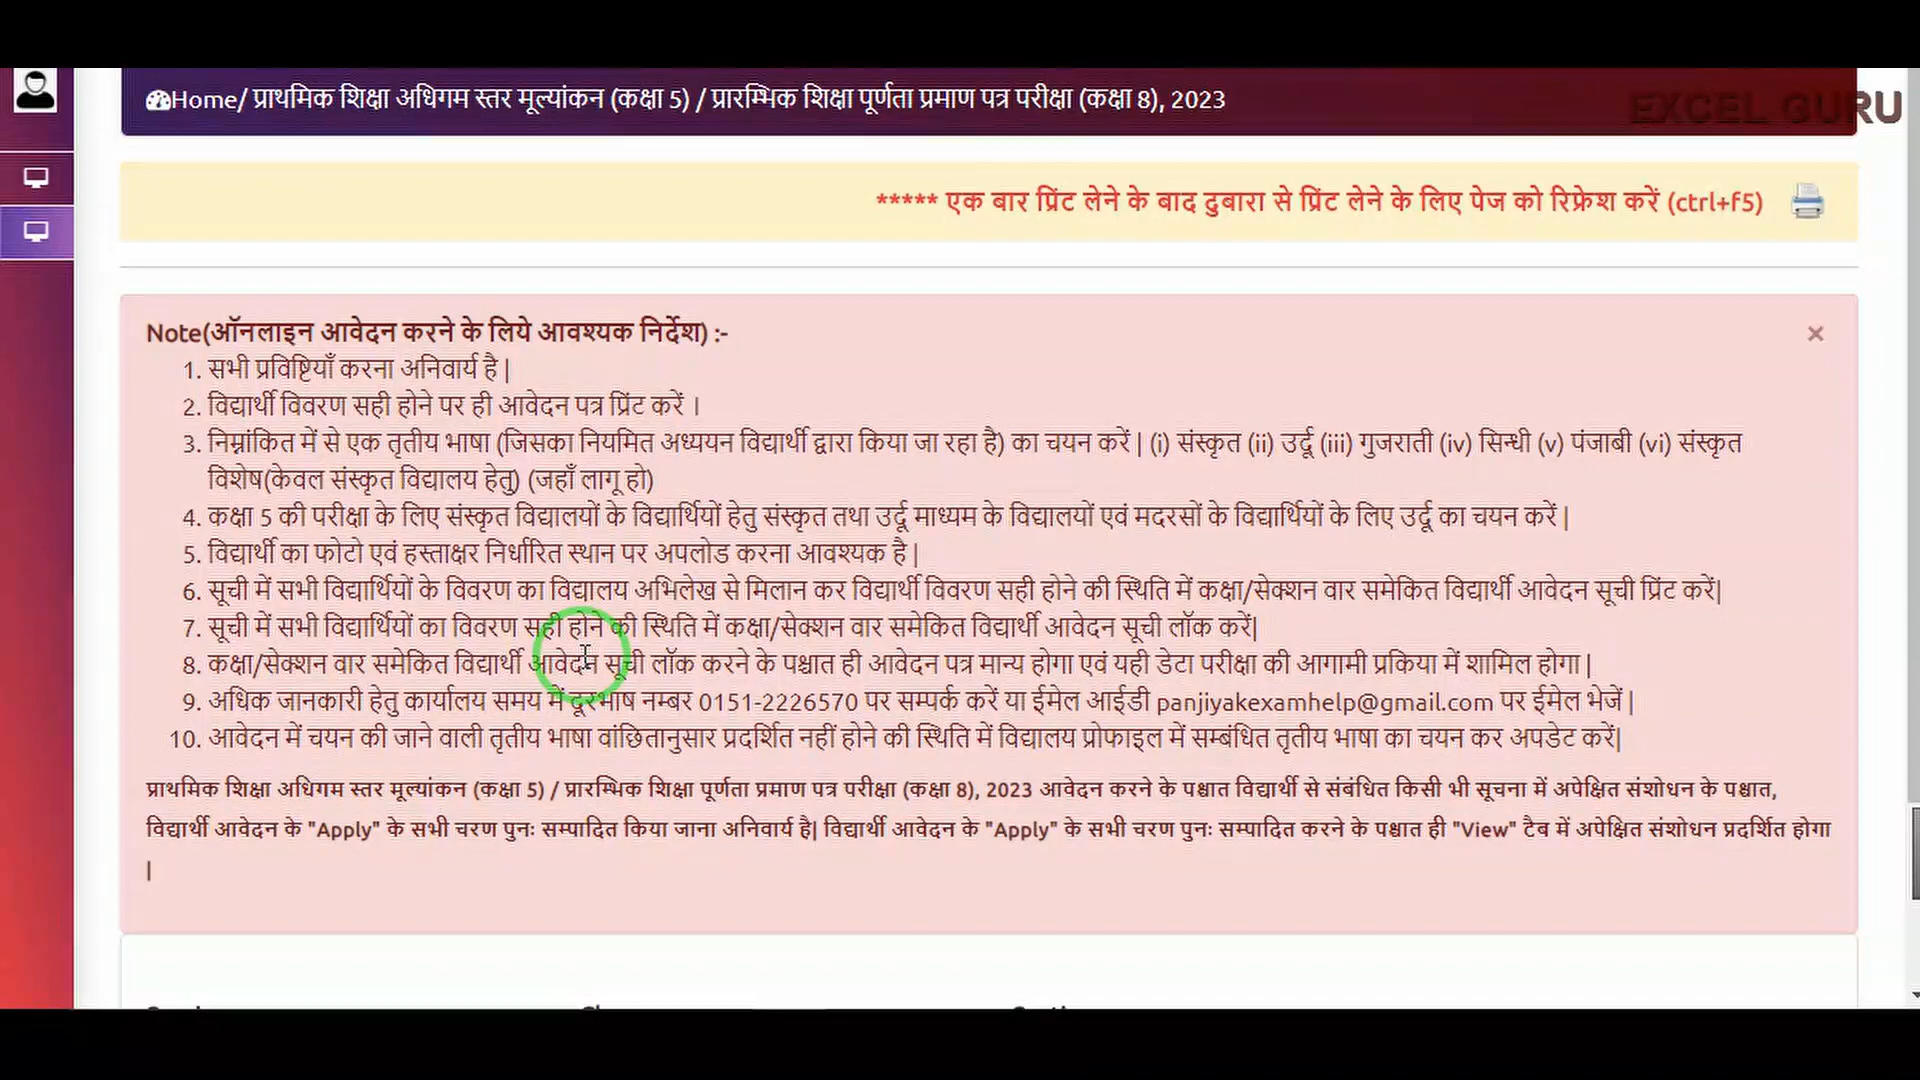 Home/ प्राथमिक शिक्षा अधिगम स्तर मूल्यांकन (कक्षा 5) / प्रारम्भिक शिक्षा पूर्णता प्रमाण पत्र परीक्षा (कक्षा 8), 2023
EXCEL GURU
***** एक बार प्रिंट लेने के बाद दुबारा से प्रिंट लेने के लिए पेज को रिफ्रेश करें (ctrl+f5)
Note(ऑनलाइन आवेदन करने के लिये आवश्यक निर्देश) :-
×
1. सभी प्रविष्टियाँ करना अनिवार्य है |
2. विद्यार्थी विवरण सही होने पर ही आवेदन पत्र प्रिंट करें ।
3. निम्नांकित में से एक तृतीय भाषा (जिसका नियमित अध्ययन विद्यार्थी द्वारा किया जा रहा है) का चयन करें | (i) संस्कृत (ii) उर्दू (iii) गुजराती (iv) सिन्धी (v) पंजाबी (vi) संस्कृत
विशेष(केवल संस्कृत विद्यालय हेतु) (जहाँ लागू हो)
4. कक्षा 5 की परीक्षा के लिए संस्कृत विद्यालयों के विद्यार्थियों हेतु संस्कृत तथा उर्दू माध्यम के विद्यालयों एवं मदरसों के विद्यार्थियों के लिए उर्दू का चयन करें |
5. विद्यार्थी का फोटो एवं हस्ताक्षर निर्धारित स्थान पर अपलोड करना आवश्यक है |
6. सूची में सभी विद्यार्थियों के विवरण का विद्यालय अभिलेख से मिलान कर विद्यार्थी विवरण सही होने की स्थिति में कक्षा/सेक्शन वार समेकित विद्यार्थी आवेदन सूची प्रिंट करें|
7. सूची में सभी विद्यार्थियों का विवरण सही होने की स्थिति में कक्षा/सेक्शन वार समेकित विद्यार्थी आवेदन सूची लॉक करें|
8. कक्षा/सेक्शन वार समेकित विद्यार्थी आवेदन सूची लॉक करने के पश्चात ही आवेदन पत्र मान्य होगा एवं यही डेटा परीक्षा की आगामी प्रकिया में शामिल होगा |
9. अधिक जानकारी हेतु कार्यालय समय में दूरभाष नम्बर 0151-2226570 पर सम्पर्क करें या ईमेल आईडी panjiyakexamhelp@gmail.com पर ईमेल भेजें |
10. आवेदन में चयन की जाने वाली तृतीय भाषा वांछितानुसार प्रदर्शित नहीं होने की स्थिति में विद्यालय प्रोफाइल में सम्बंधित तृतीय भाषा का चयन कर अपडेट करें|
प्राथमिक शिक्षा अधिगम स्तर मूल्यांकन (कक्षा 5) / प्रारम्भिक शिक्षा पूर्णता प्रमाण पत्र परीक्षा (कक्षा 8), 2023 आवेदन करने के पश्चात विद्यार्थी से संबंधित किसी भी सूचना में अपेक्षित संशोधन के पश्चात,
विद्यार्थी आवेदन के "Apply" के सभी चरण पुनः सम्पादित किया जाना अनिवार्य है| विद्यार्थी आवेदन के "Apply" के सभी चरण पुनः सम्पादित करने के पश्चात ही "View" टैब में अपेक्षित संशोधन प्रदर्शित होगा
|